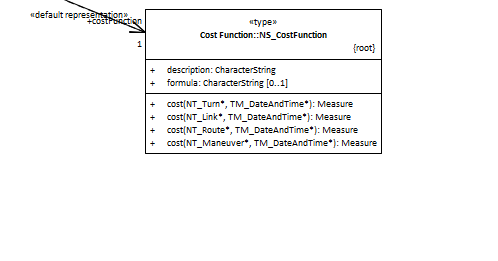 «default representation»
+costFunction
1
«type»
Cost Function::NS_CostFunction
{root}
+ description: CharacterString
+ formula: CharacterString [0..1]
+ cost(NT_Turn*, TM_DateAndTime*): Measure
+ cost(NT_Link*, TM_DateAndTime*): Measure
+ cost(NT_Route*, TM_DateAndTime*): Measure
+ cost(NT_Maneuver*, TM_DateAndTime*): Measure